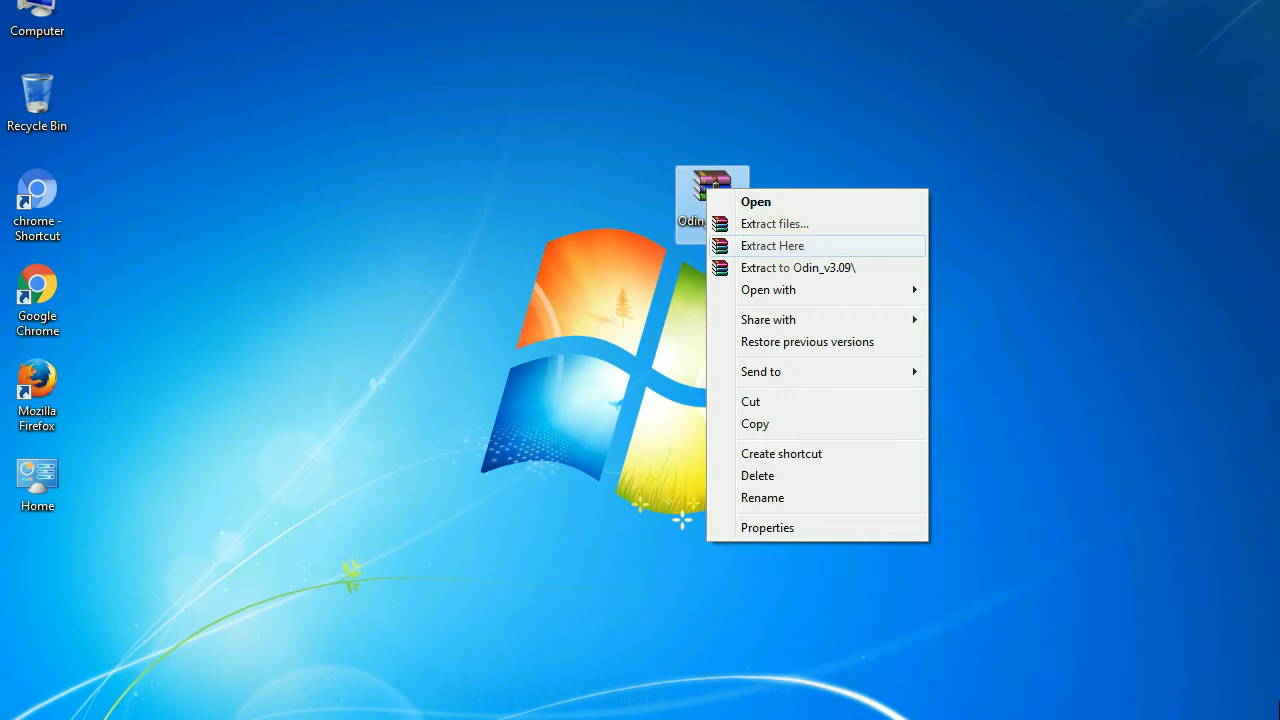 Computer
Recycle Bin
chrome -
Shortcut
Google
Chrome
Mozilla
Firefox
Home
Odin_
Open
Extract files...
Extract Here
Extract to Odin_v3.09\
Open with
Share with
Restore previous versions
Send to
Cut
Copy
Create shortcut
Delete
Rename
Properties